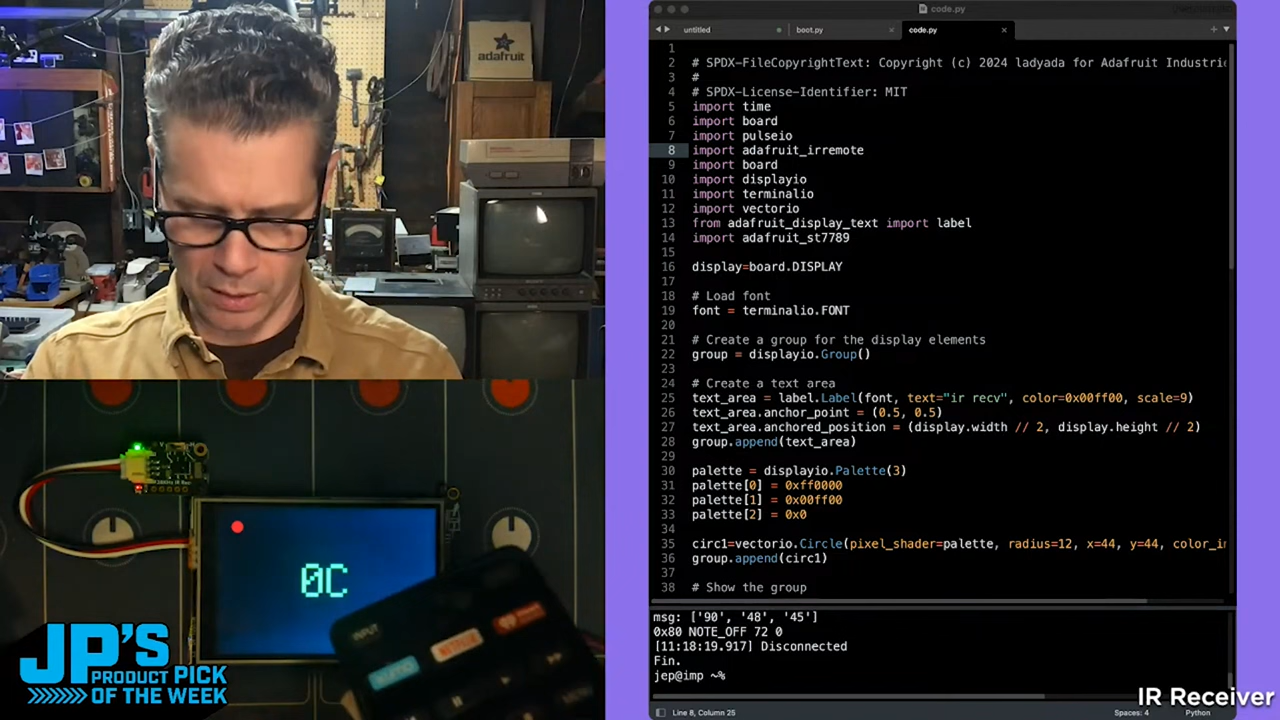 adafruit
code.py
untitled
boot.py
code.py
1
2 # SPDX-FileCopyrightText: Copyright (c) 2024 ladyada for Adafruit Industri
3 #
4 # SPDX-License-Identifier: MIT
5 import time
6 import board
7 import pulseio
8 import adafruit_irremote
9 import board
10 import displayio
11 import terminalio
12 import vectorio
13 from adafruit_display_text import label
14 import adafruit_st7789
15
16 display=board.DISPLAY
17
18 # Load font
19 font = terminalio.FONT
20
21 # Create a group for the display elements
22 group = displayio.Group()
23
24 # Create a text area
25 text_area = label.Label(font, text="ir recv", color=0x00ff00, scale=9)
26 text_area.anchor_point = (0.5, 0.5)
27 text_area.anchored_position = (display.width // 2, display.height // 2)
28 group.append(text_area)
29
30 palette = displayio.Palette(3)
31 palette[0] = 0xff0000
32 palette[1] = 0x00ff00
33 palette[2] = 0x0
34
35 circ1=vectorio.Circle(pixel_shader=palette, radius=12, x=44, y=44, color_i
36 group.append(circ1)
37
38 # Show the group
msg: ['90', '48', '45']
0x80 NOTE_OFF 72 0
[11:18:19.917] Disconnected
Fin.
jep@imp ~%
Line 8, Column 25
Spaces: 4
Python
IR Receiver
0C
INPUT
NETFLIX
JP'S
PRODUCT PICK
OF THE WEEK